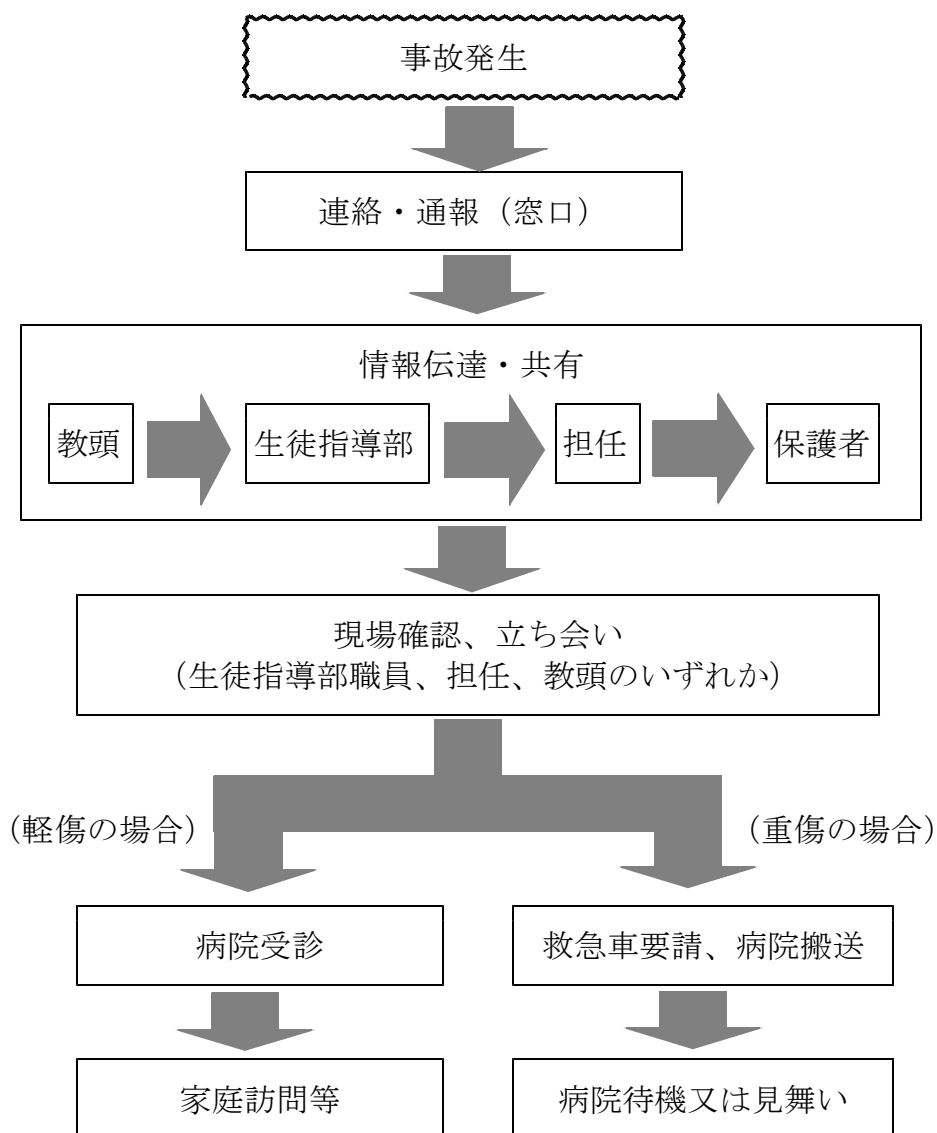 事故発生
連絡・通報（窓口）
情報伝達・共有
教頭
生徒指導部
担任
保護者
現場確認、立ち会い
（生徒指導部職員、担任、教頭のいずれか）
（軽傷の場合）
（重傷の場合）
病院受診
救急車要請、病院搬送
家庭訪問等
病院待機又は見舞い